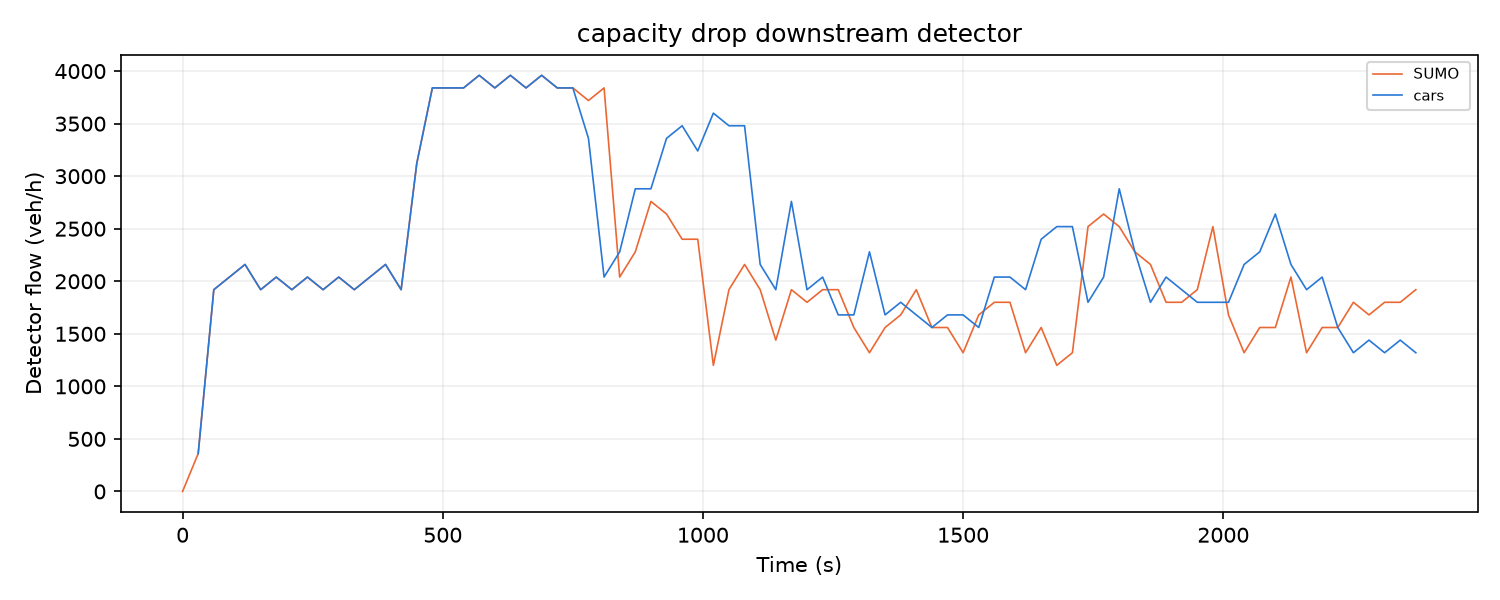 capacity drop downstream detector
SUMO
cars
Detector flow (veh/h)
4000
3500
3000
2500
2000
1500
1000
500
0
0 500 1000 1500 2000
Time (s)